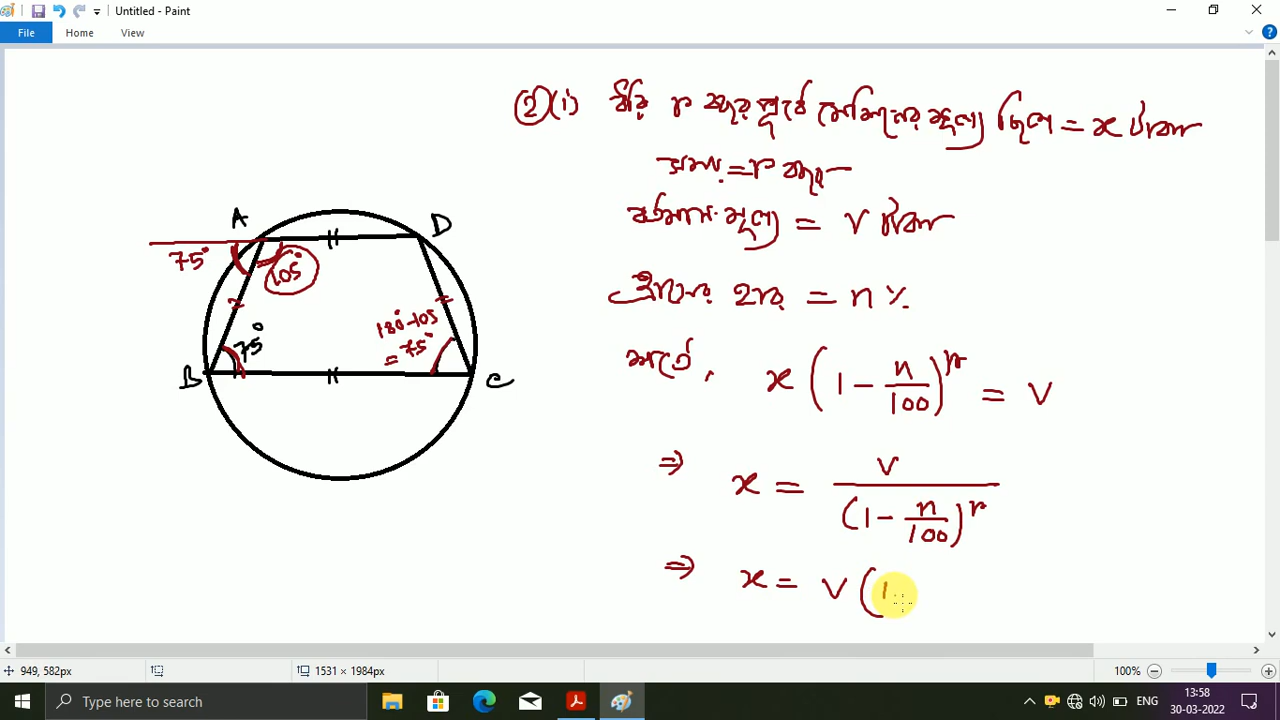 Untitled - Paint
File Home View
A
D
75°
105°
180°-105
= 75°
75°
B
C
2 (i) ধরি r বছর পূর্বে মেশিনের মূল্য ছিল = x টাকা
সময় = r বছর
বর্তমান মূল্য = V টাকা
হ্রাসের হার = n %
শর্তে, x (1 - n/100)^r = V
⇒ x = V/(1 - n/100)^r
⇒ x = V (1-
949, 582px
1531 × 1984px
100%
Type here to search
ENG
13:58
30-03-2022